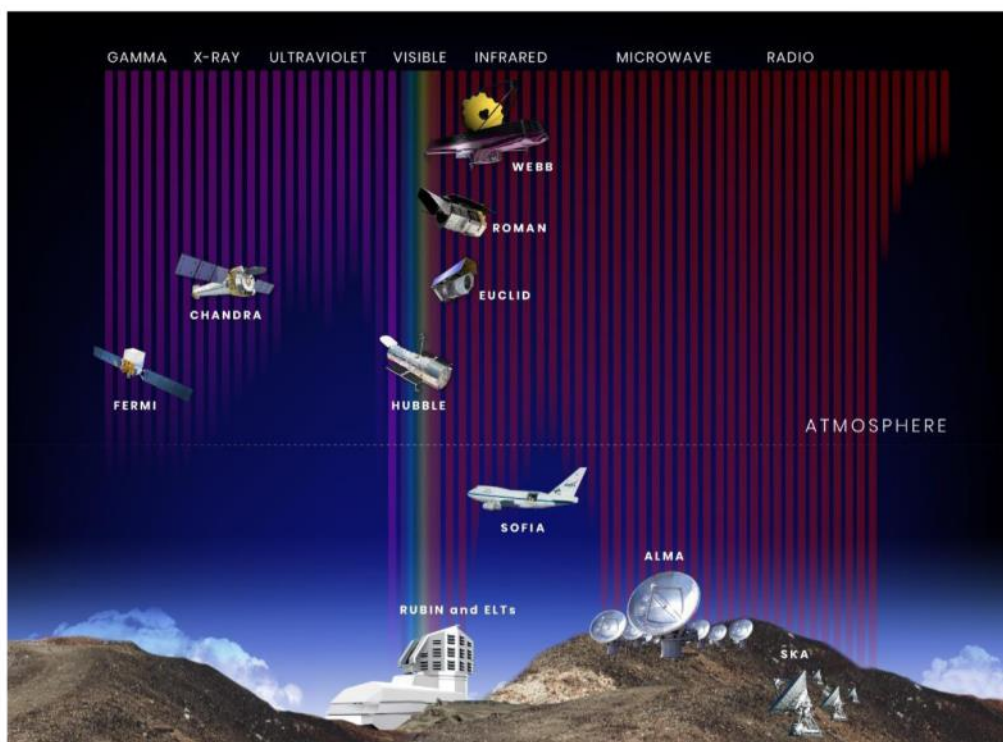 GAMMA X-RAY ULTRAVIOLET VISIBLE INFRARED MICROWAVE RADIO
WEBB
ROMAN
EUCLID
CHANDRA
FERMI
HUBBLE
ATMOSPHERE
SOFIA
ALMA
RUBIN and ELTs
SKA